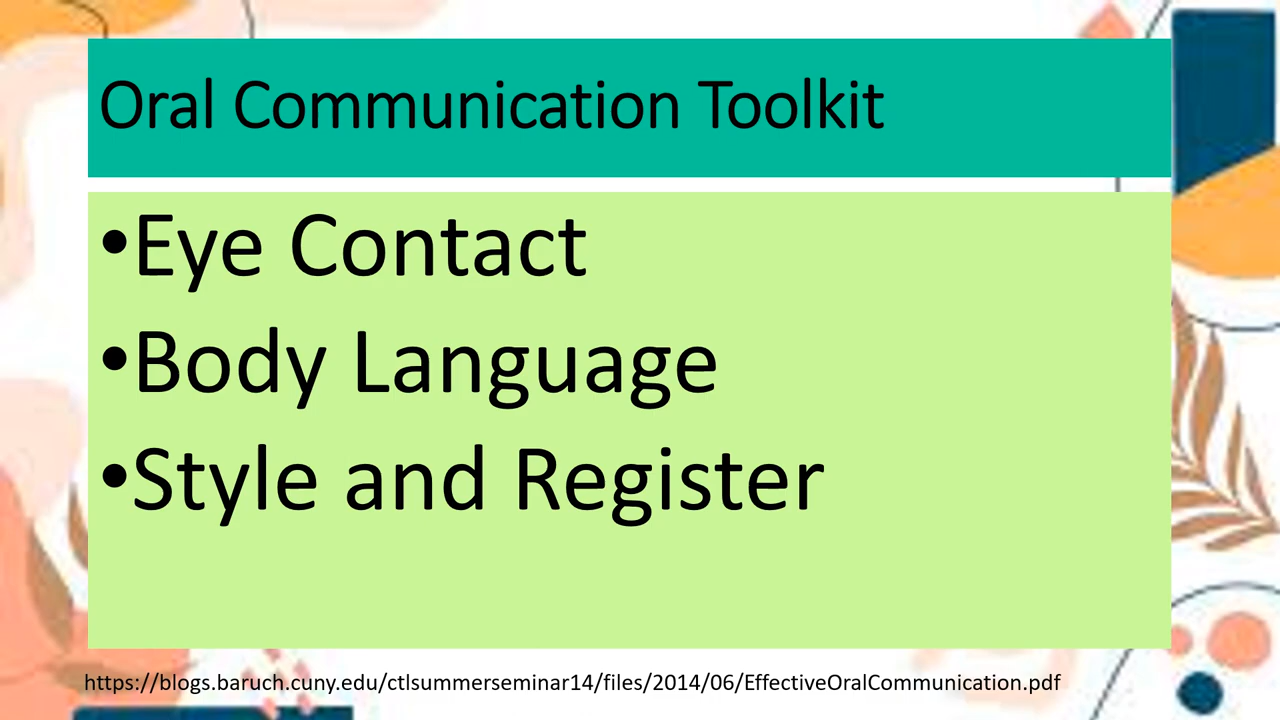 Oral Communication Toolkit
•Eye Contact
•Body Language
•Style and Register
https://blogs.baruch.cuny.edu/ctlsummerseminar14/files/2014/06/EffectiveOralCommunication.pdf